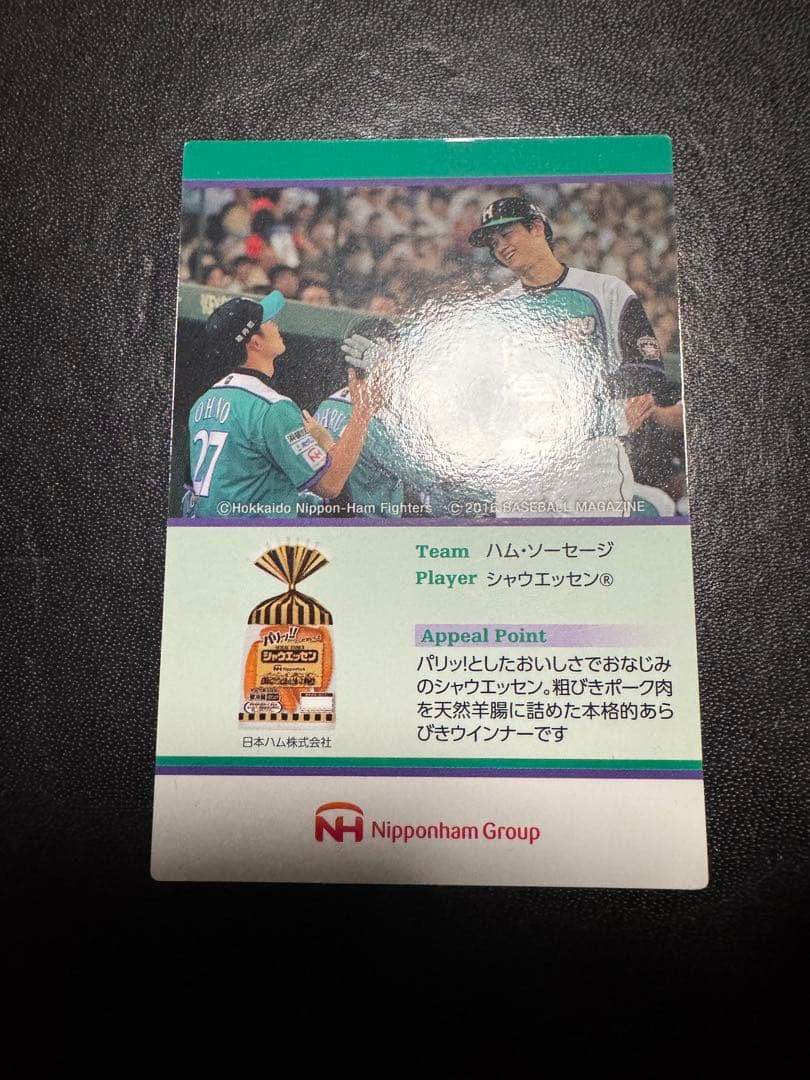 H
OHNO
27
©Hokkaido Nippon-Ham Fighters © 2016 BASEBALL MAGAZINE
Team ハム・ソーセージ
Player シャウエッセン®
パリッ!!
シャウエッセン
Nipponham
日本ハム株式会社
Appeal Point
パリッ!としたおいしさでおなじみ
のシャウエッセン。粗びきポーク肉
を天然羊腸に詰めた本格的あら
びきウインナーです
NH Nipponham Group